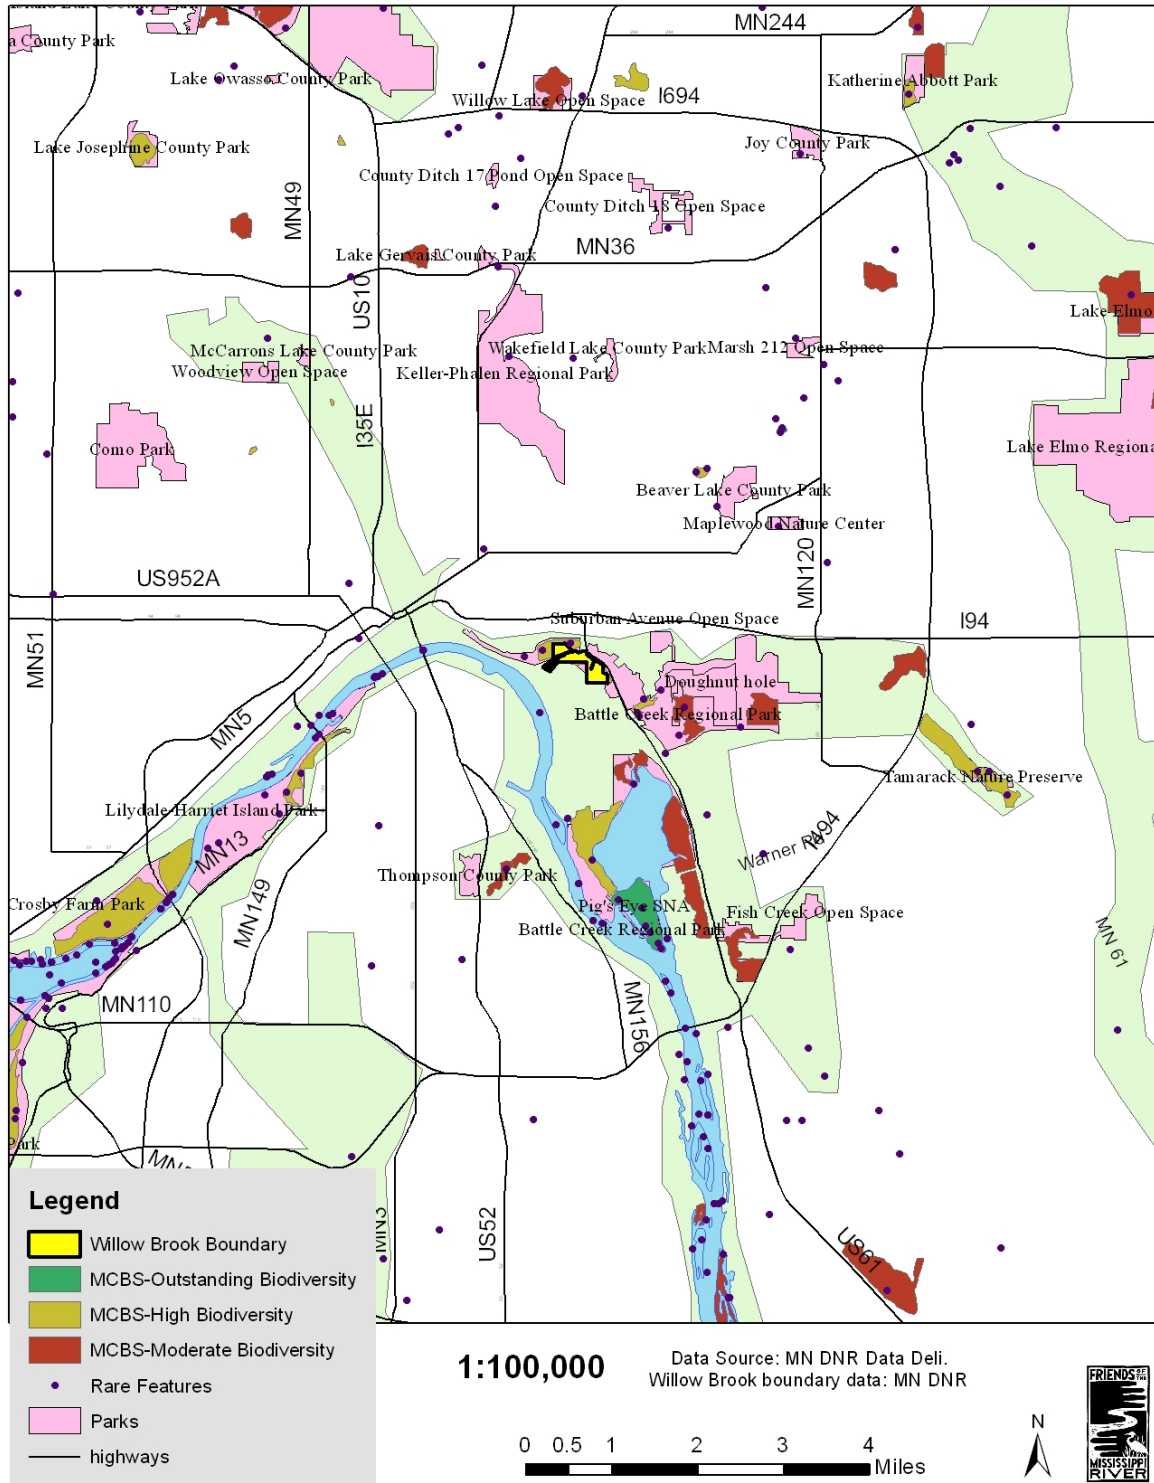 MN244
a County Park
Lake Owasso County Park
Katherine Abbott Park
Willow Lake Open Space
I694
Lake Josephine County Park
Joy County Park
County Ditch 17 Pond Open Space
MN49
County Ditch 18 Open Space
MN36
Lake Gervais County Park
US10
Lake Elmo
McCarrons Lake County Park
Wakefield Lake County Park
Marsh 212 Open Space
Woodview Open Space
Keller-Phalen Regional Park
I35E
Como Park
Lake Elmo Regiona
Beaver Lake County Park
Maplewood Nature Center
MN120
US952A
Suburban Avenue Open Space
I94
MN51
Doughnut hole
Battle Creek Regional Park
MN5
Tamarack Nature Preserve
Lilydale-Harriet Island Park
MN13
I494
Warner Rd
Thompson County Park
MN149
Crosby Farm Park
Pig's Eye SNA
Fish Creek Open Space
Battle Creek Regional Park
MN 61
MN110
MN156
Park
MN3
US52
US61
Legend
Willow Brook Boundary
MCBS-Outstanding Biodiversity
MCBS-High Biodiversity
MCBS-Moderate Biodiversity
Rare Features
Parks
highways
1:100,000
Data Source: MN DNR Data Deli.
Willow Brook boundary data: MN DNR
0 0.5 1 2 3 4
Miles
N
FRIENDS OF THE
MISSISSIPPI
RIVER